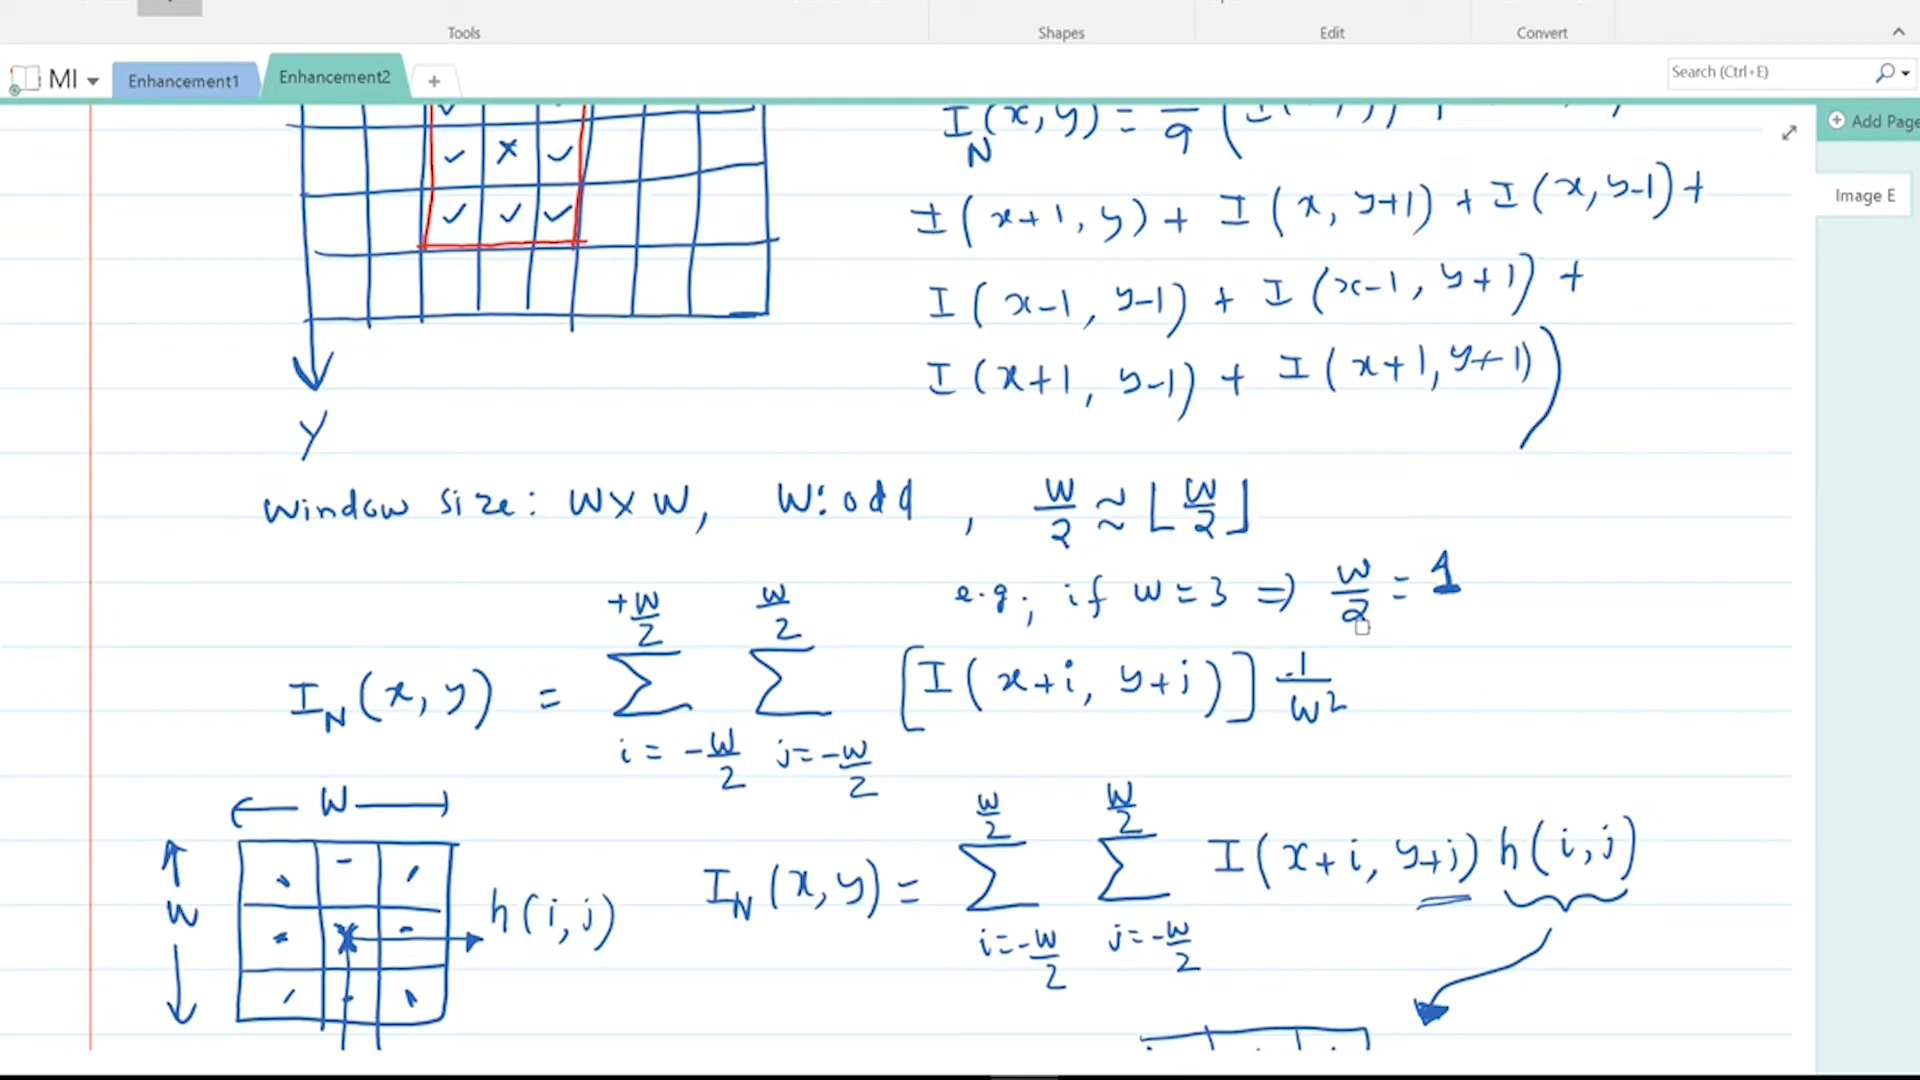 Tools Shapes Edit Convert
MI Enhancement1 Enhancement2 +
Search (Ctrl+E)
Add Page
Image E
I_N(x,y) = 1/9 (
I(x+1, y) + I(x, y+1) + I(x, y-1) +
I(x-1, y-1) + I(x-1, y+1) +
I(x+1, y-1) + I(x+1, y+1))
Y
window size: W×W, W: odd, W/2 ≈ ⌊W/2⌋
e.g; if w = 3 ⇒ w/2 = 1
I_N(x,y) = Σ_{i=-W/2}^{+W/2} Σ_{j=-W/2}^{W/2} [I(x+i, y+j)] 1/W²
W
W
h(i,j)
I_N(x,y) = Σ_{i=-W/2}^{W/2} Σ_{j=-W/2}^{W/2} I(x+i, y+j) h(i,j)